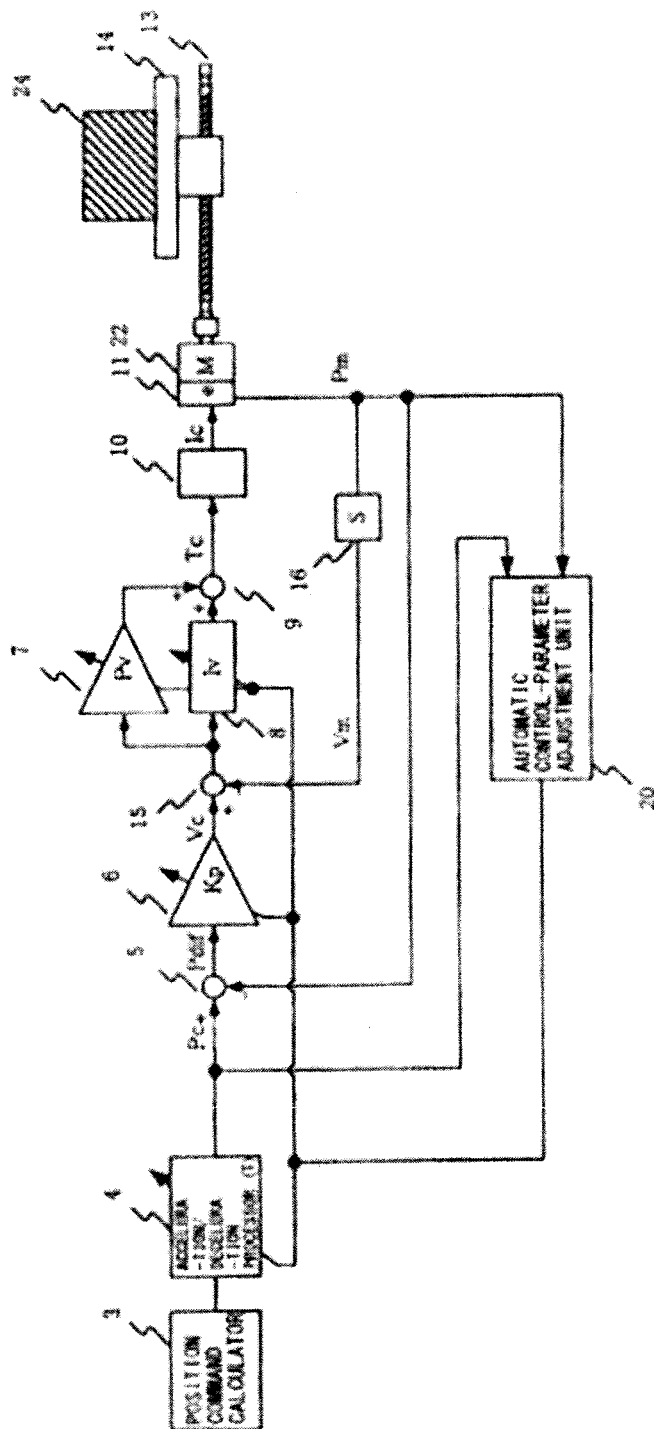 3
POSITION
COMMAND
CALCULATOR
4
ACCELERA
-TION/
DECELERA
-TION
PROCESSOR (T)
Pc
+
-
5
Pdif
6
Kp
Vc
+
-
15
7
Pv
Iv
8
+
+
9
Tc
10
Ic
11
22
e
M
24
14
13
Pm
S
16
Vm
AUTOMATIC
CONTROL-PARAMETER
ADJUSTMENT UNIT
20